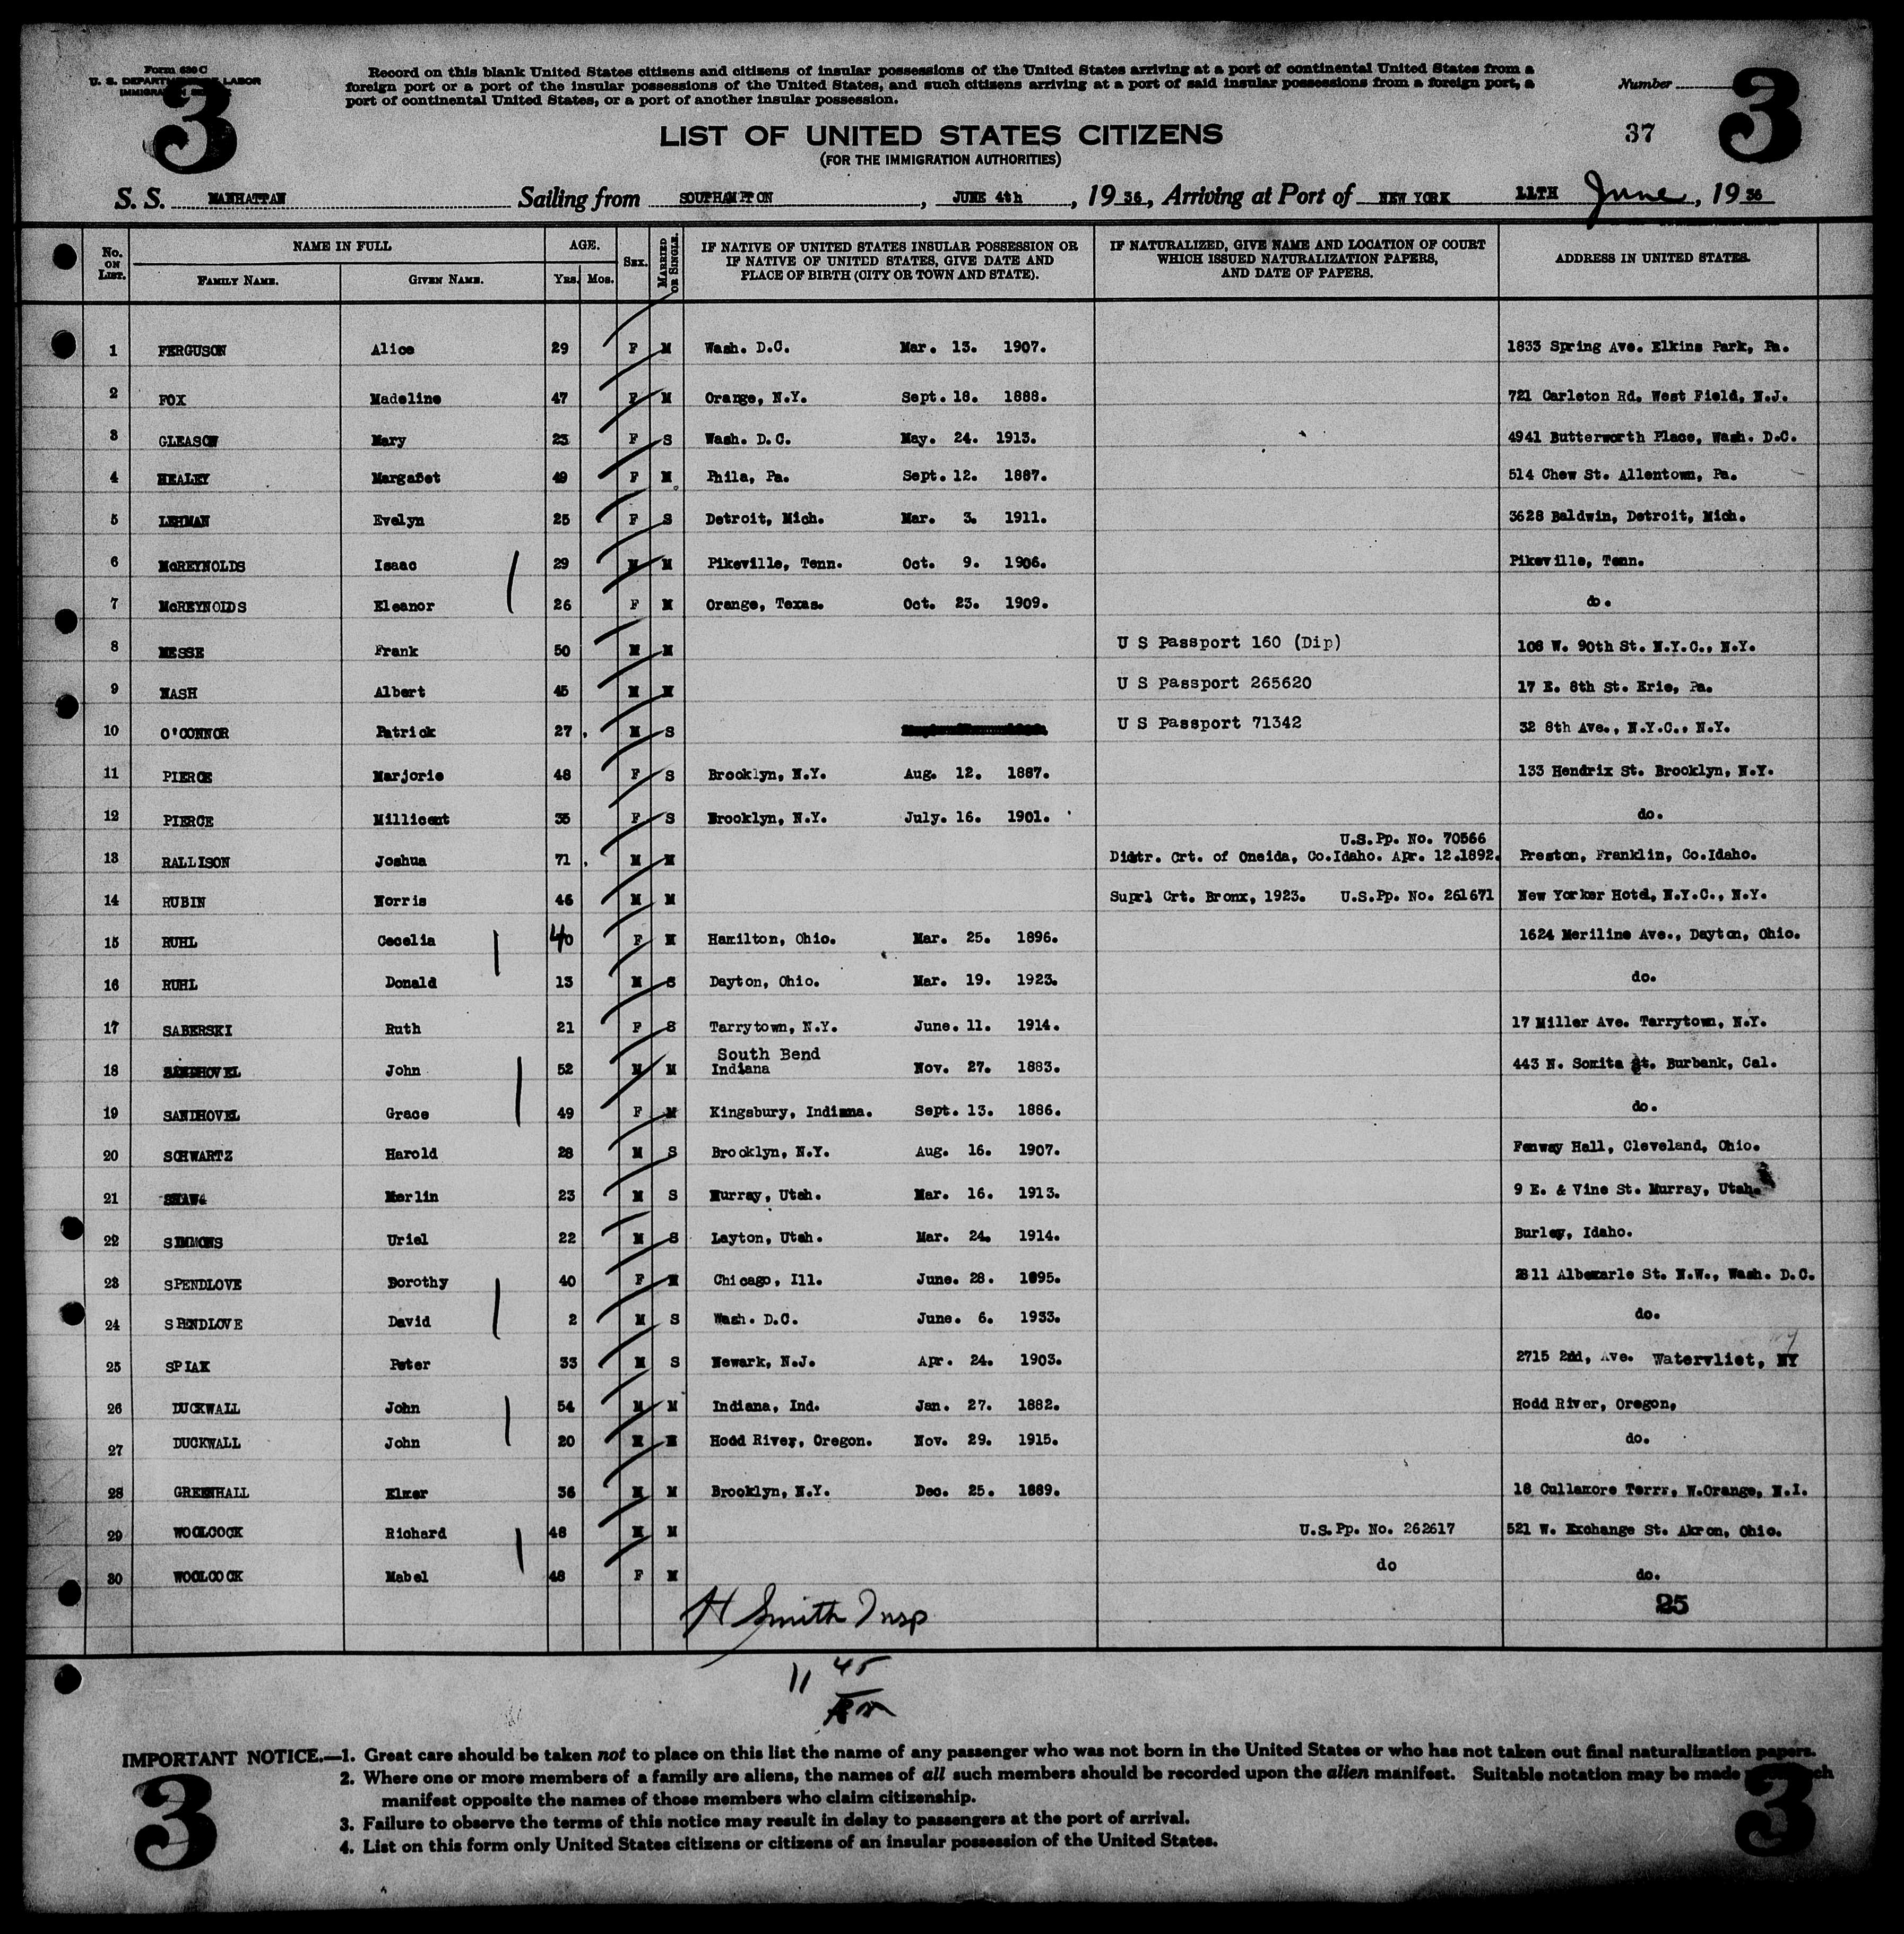 Form 630 C
U. S. DEPARTMENT OF LABOR
IMMIGRATION SERVICE
3
Record on this blank United States citizens and citizens of insular possessions of the United States arriving at a port of continental United States from a
foreign port or a port of the insular possessions of the United States, and such citizens arriving at a port of said insular possessions from a foreign port, a
port of continental United States, or a port of another insular possession.
Number
3
37
LIST OF UNITED STATES CITIZENS
(FOR THE IMMIGRATION AUTHORITIES)
S. S. MANHATTAN Sailing from SOUTHAMPTON, JUNE 4th, 1936, Arriving at Port of NEW YORK 11TH June, 1936
No. ON LIST. NAME IN FULL FAMILY NAME. GIVEN NAME. AGE. YRS. MOS. SEX. MARRIED OR SINGLE. IF NATIVE OF UNITED STATES INSULAR POSSESSION OR IF NATIVE OF UNITED STATES, GIVE DATE AND PLACE OF BIRTH (CITY OR TOWN AND STATE). IF NATURALIZED, GIVE NAME AND LOCATION OF COURT WHICH ISSUED NATURALIZATION PAPERS, AND DATE OF PAPERS. ADDRESS IN UNITED STATES.
1 FERGUSON Alice 29 F M Wash. D.C. Mar. 13. 1907. 1833 Spring Ave. Elkins Park, Pa.
2 FOX Madeline 47 F M Orange, N.Y. Sept. 18. 1888. 721 Carleton Rd. West Field, N.J.
3 GLEASON Mary 23 F S Wash. D.C. May. 24. 1913. 4941 Butterworth Place, Wash. D.C.
4 HEALEY Margaret 49 F M Phila, Pa. Sept. 12. 1887. 514 Chew St. Allentown, Pa.
5 LEHMAN Evelyn 25 F S Detroit, Mich. Mar. 3. 1911. 3628 Baldwin, Detroit, Mich.
6 McREYNOLDS Isaac 29 M M Pikeville, Tenn. Oct. 9. 1906. Pikeville, Tenn.
7 McREYNOLDS Eleanor 26 F M Orange, Texas. Oct. 23. 1909. do.
8 MESSE Frank 50 M M U S Passport 160 (Dip) 108 W. 90th St. N.Y.C., N.Y.
9 NASH Albert 45 M M U S Passport 265620 17 E. 8th St. Erie, Pa.
10 O'CONNOR Patrick 27, M S U S Passport 71342 32 8th Ave., N.Y.C., N.Y.
11 PIERCE Marjorie 48 F S Brooklyn, N.Y. Aug. 12. 1887. 133 Hendrix St. Brooklyn, N.Y.
12 PIERCE Millicent 35 F S Brooklyn, N.Y. July. 16. 1901. do.
U.S.Pp. No. 70566
13 RALLISON Joshua 71, M M Distr. Crt. of Oneida, Co.Idaho. Apr. 12.1892. Preston, Franklin, Co.Idaho.
14 RUBIN Morris 46 M M Suprl Crt. Bronx, 1923. U.S.Pp. No. 261671 New Yorker Hotel, N.Y.C., N.Y.
15 RUHL Cecelia 40 F M Hamilton, Ohio. Mar. 25. 1896. 1624 Meriline Ave., Dayton, Ohio.
16 RUHL Donald 13 M S Dayton, Ohio. Mar. 19. 1923. do.
17 SABERSKI Ruth 21 F S Tarrytown, N.Y. June. 11. 1914. 17 Miller Ave. Tarrytown, N.Y.
South Bend
18 SANDHOVEL John 52 M M Indiana Nov. 27. 1883. 443 N. Somita St. Burbank, Cal.
19 SANDHOVEL Grace 49 F M Kingsbury, Indiana. Sept. 13. 1886. do.
20 SCHWARTZ Harold 28 M S Brooklyn, N.Y. Aug. 16. 1907. Fenway Hall, Cleveland, Ohio.
21 SHAW Merlin 23 M S Murray, Utah. Mar. 16. 1913. 9 E. & Vine St. Murray, Utah.
22 SIMMONS Uriel 22 M S Layton, Utah. Mar. 24. 1914. Burley, Idaho.
23 SPENDLOVE Dorothy 40 F M Chicago, Ill. June. 28. 1895. 2811 Albemarle St. N.W., Wash. D.C.
24 SPENDLOVE David 2 M S Wash. D.C. June. 6. 1933. do.
25 SPIAK Peter 33 M S Newark, N.J. Apr. 24. 1903. 2715 2nd, Ave. Watervliet, NY
26 DUCKWALL John 54 M M Indiana, Ind. Jan. 27. 1882. Hodd River, Oregon,
27 DUCKWALL John 20 M M Hodd River, Oregon. Nov. 29. 1915. do.
28 GREENHALL Elmer 36 M M Brooklyn, N.Y. Dec. 25. 1889. 18 Cullamore Terrr, W.Orange, N.I.
29 WOOLCOCK Richard 48 M M U.S.Pp. No. 262617 521 W. Exchange St. Akron, Ohio.
30 WOOLCOCK Mabel 48 F M do do.
25
H Smith Insp
11 45
IMPORTANT NOTICE.—1. Great care should be taken not to place on this list the name of any passenger who was not born in the United States or who has not taken out final naturalization papers.
2. Where one or more members of a family are aliens, the names of all such members should be recorded upon the alien manifest. Suitable notation may be made
manifest opposite the names of those members who claim citizenship.
3. Failure to observe the terms of this notice may result in delay to passengers at the port of arrival.
4. List on this form only United States citizens or citizens of an insular possession of the United States.
3
3